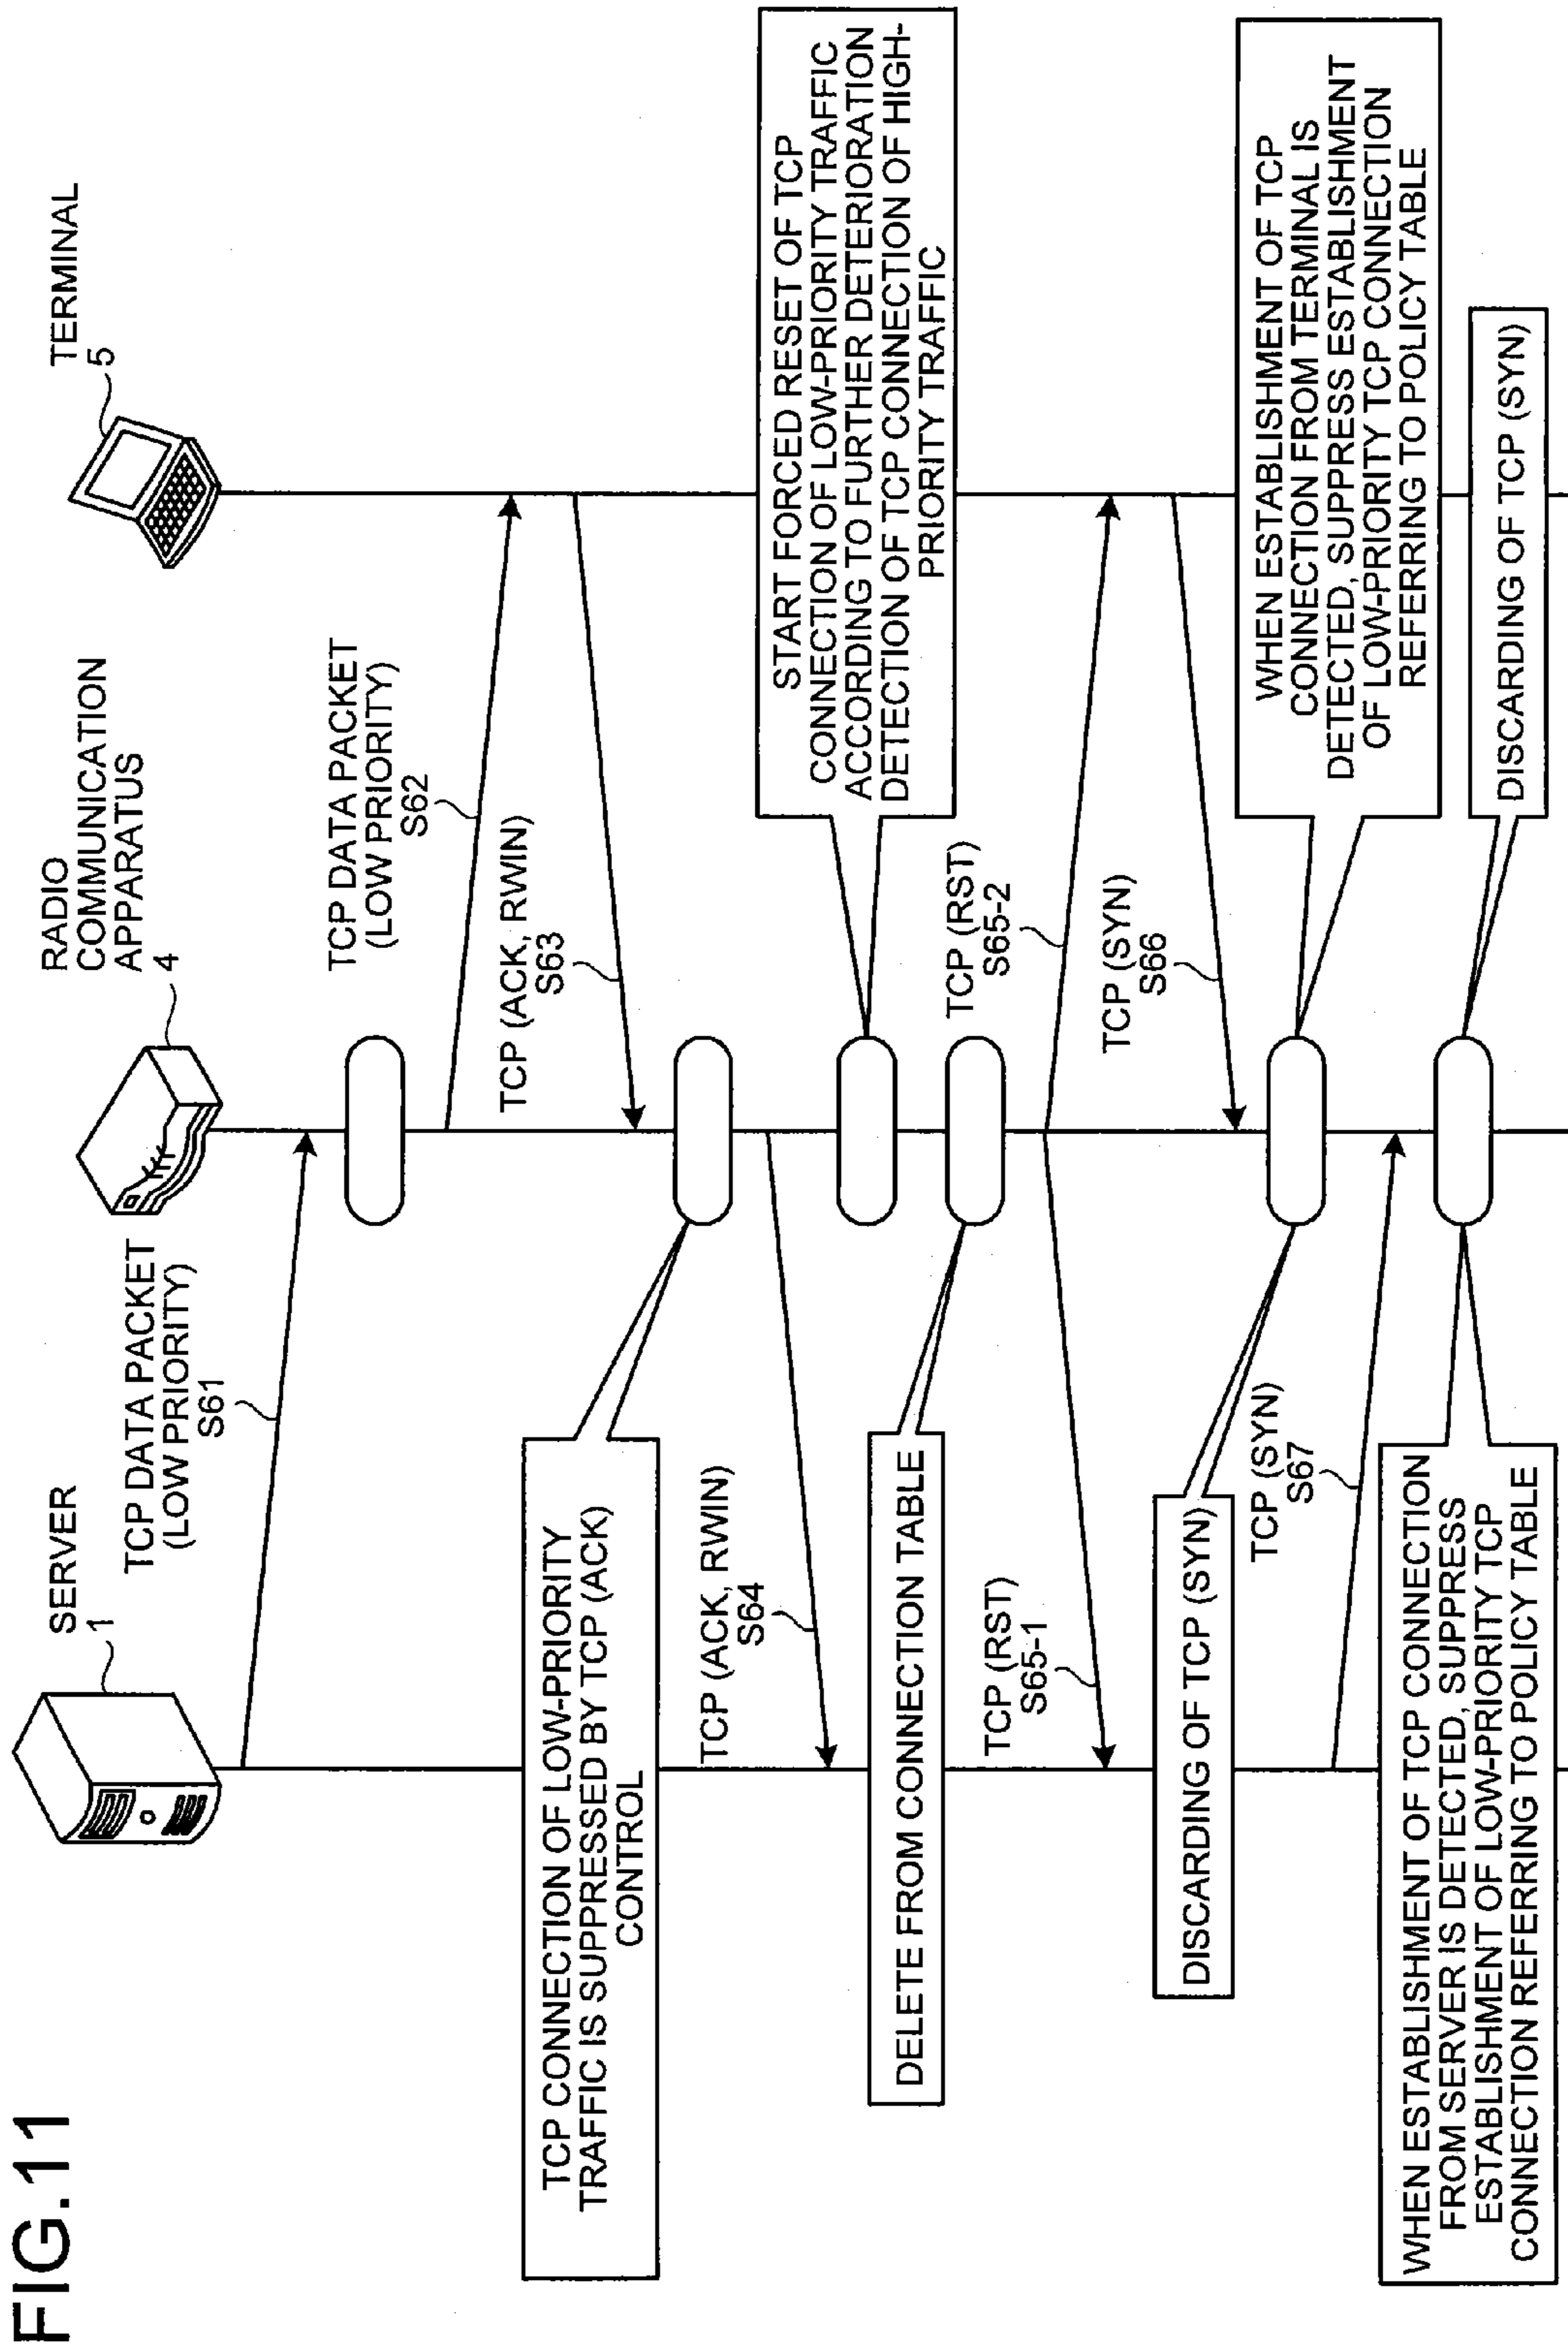 FIG.11
SERVER
1
RADIO
COMMUNICATION
APPARATUS
4
TERMINAL
5
TCP DATA PACKET
(LOW PRIORITY)
S61
TCP DATA PACKET
(LOW PRIORITY)
S62
TCP (ACK, RWIN)
S63
TCP CONNECTION OF LOW-PRIORITY
TRAFFIC IS SUPPRESSED BY TCP (ACK)
CONTROL
TCP (ACK, RWIN)
S64
START FORCED RESET OF TCP
CONNECTION OF LOW-PRIORITY TRAFFIC
ACCORDING TO FURTHER DETERIORATION
DETECTION OF TCP CONNECTION OF HIGH-
PRIORITY TRAFFIC
DELETE FROM CONNECTION TABLE
TCP (RST)
S65-1
TCP (RST)
S65-2
TCP (SYN)
S66
WHEN ESTABLISHMENT OF TCP
CONNECTION FROM TERMINAL IS
DETECTED, SUPPRESS ESTABLISHMENT
OF LOW-PRIORITY TCP CONNECTION
REFERRING TO POLICY TABLE
DISCARDING OF TCP (SYN)
TCP (SYN)
S67
WHEN ESTABLISHMENT OF TCP CONNECTION
FROM SERVER IS DETECTED, SUPPRESS
ESTABLISHMENT OF LOW-PRIORITY TCP
CONNECTION REFERRING TO POLICY TABLE
DISCARDING OF TCP (SYN)